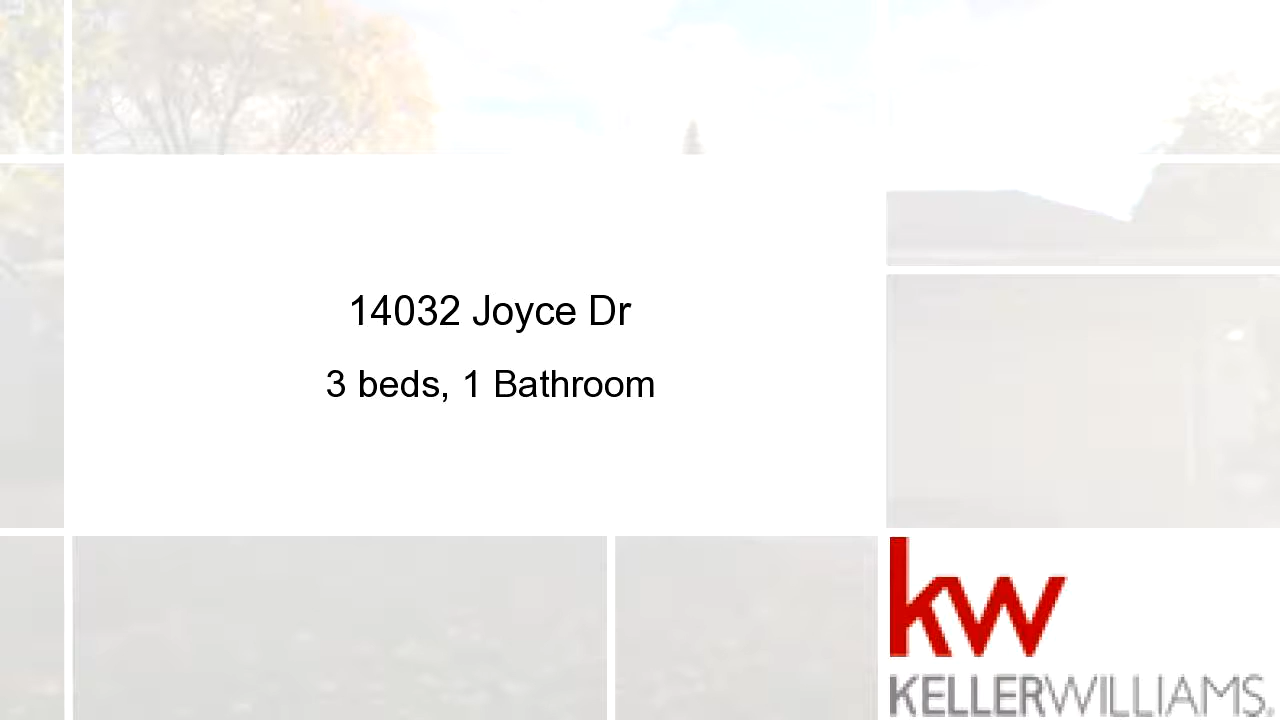 14032 Joyce Dr
3 beds, 1 Bathroom
kw
KELLERWILLIAMS.